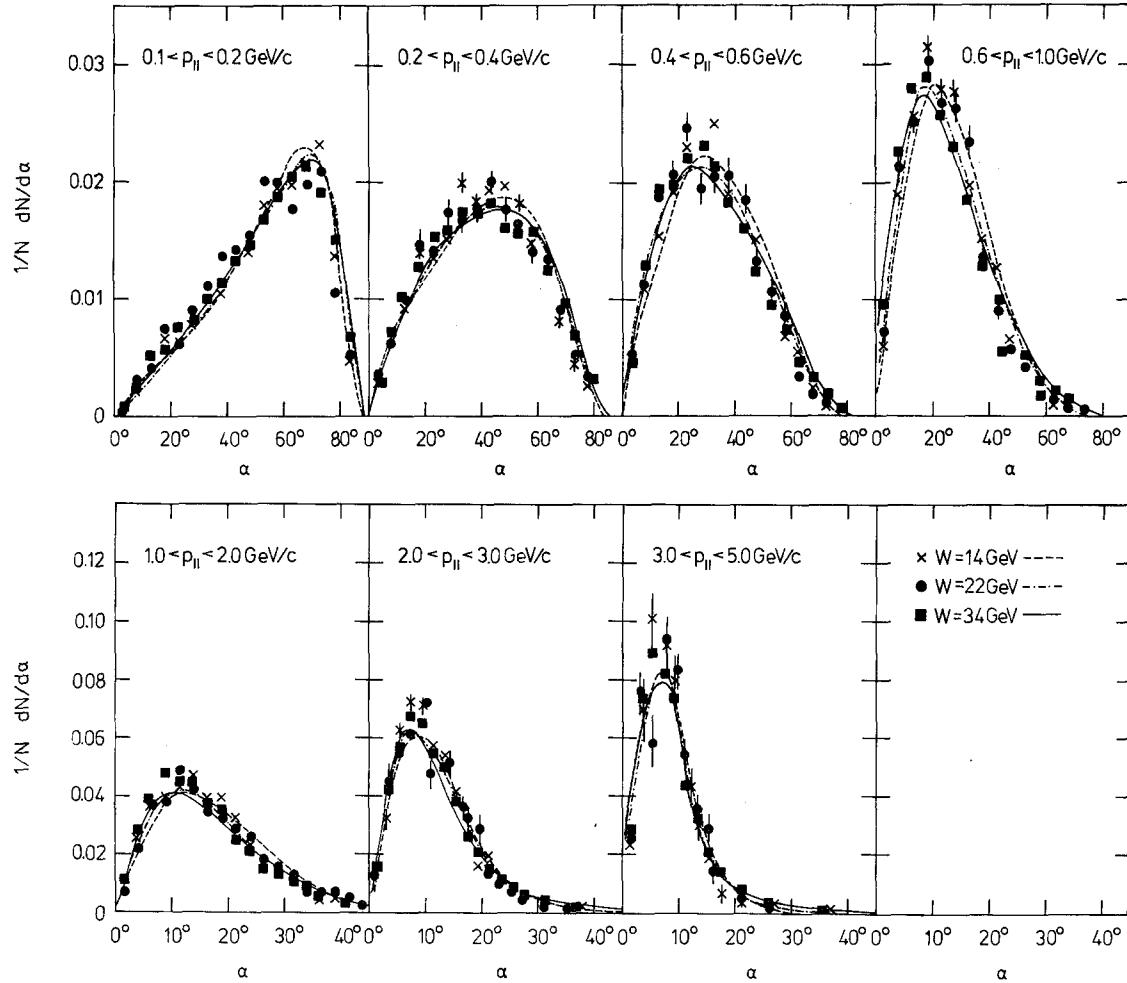 0.1 < p|| < 0.2 GeV/c
0.2 < p|| < 0.4 GeV/c
0.4 < p|| < 0.6 GeV/c
0.6 < p|| < 1.0 GeV/c
1/N dN/dα
0.03
0.02
0.01
0
0° 20° 40° 60° 80°
0° 20° 40° 60° 80°
0° 20° 40° 60° 80°
0° 20° 40° 60° 80°
α α α α
1.0 < p|| < 2.0 GeV/c
2.0 < p|| < 3.0 GeV/c
3.0 < p|| < 5.0 GeV/c
W = 14 GeV
W = 22 GeV
W = 34 GeV
1/N dN/dα
0.12
0.10
0.08
0.06
0.04
0.02
0
0° 10° 20° 30° 40°
0° 10° 20° 30°
0° 10° 20° 30° 40°
0° 10° 20° 30° 40°
α α α α